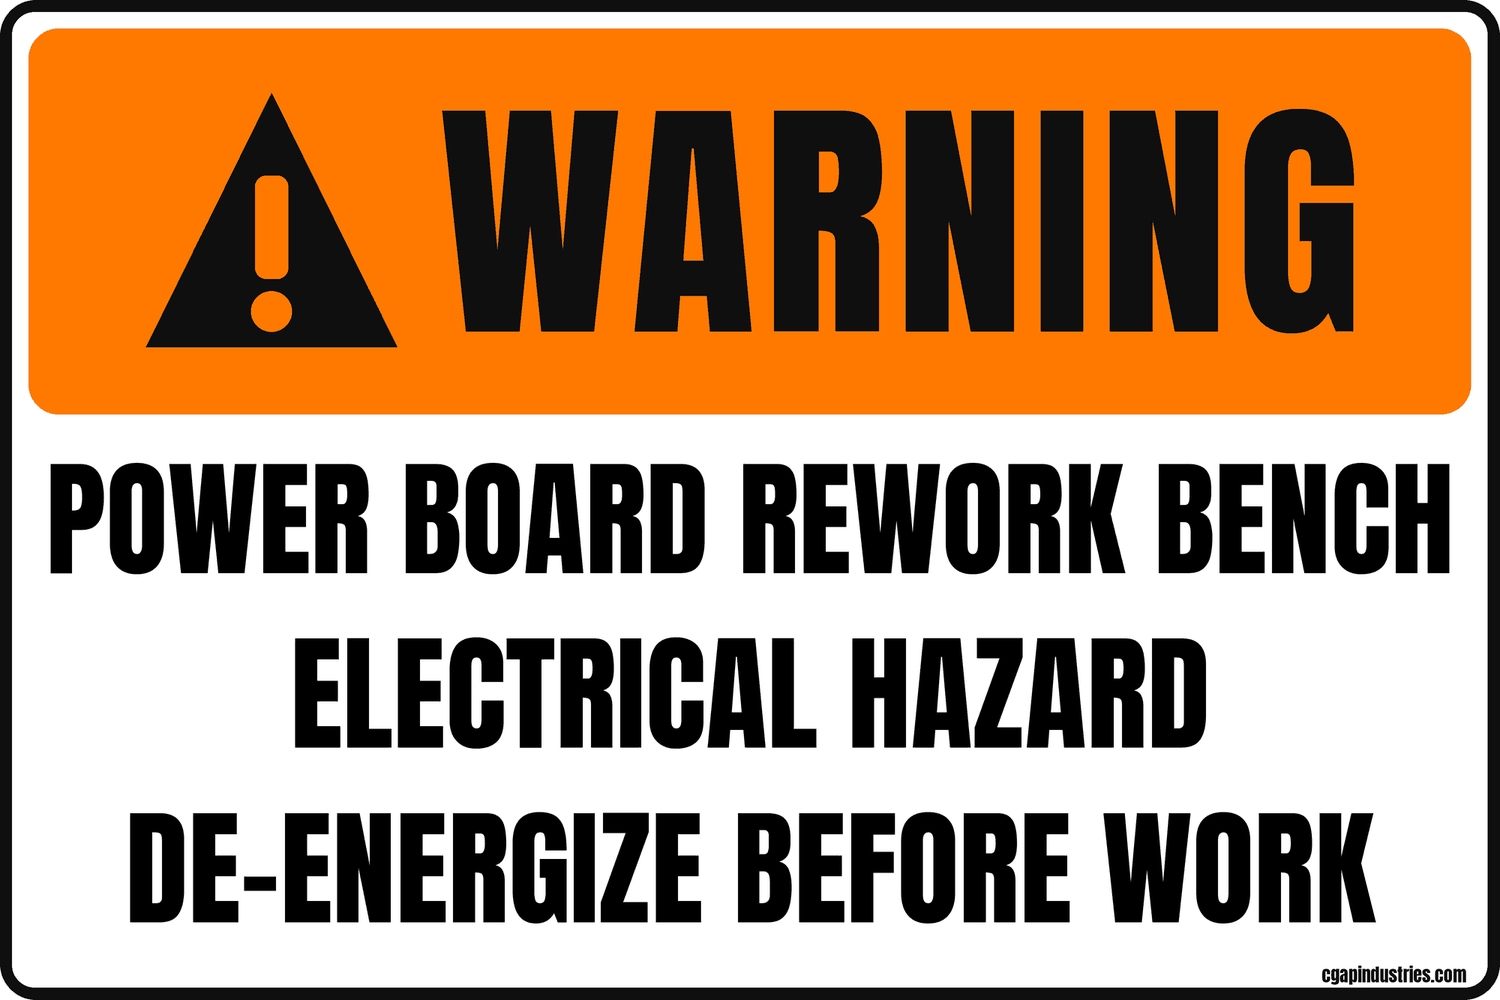 WARNING
POWER BOARD REWORK BENCH
ELECTRICAL HAZARD
DE-ENERGIZE BEFORE WORK
cgapindustries.com